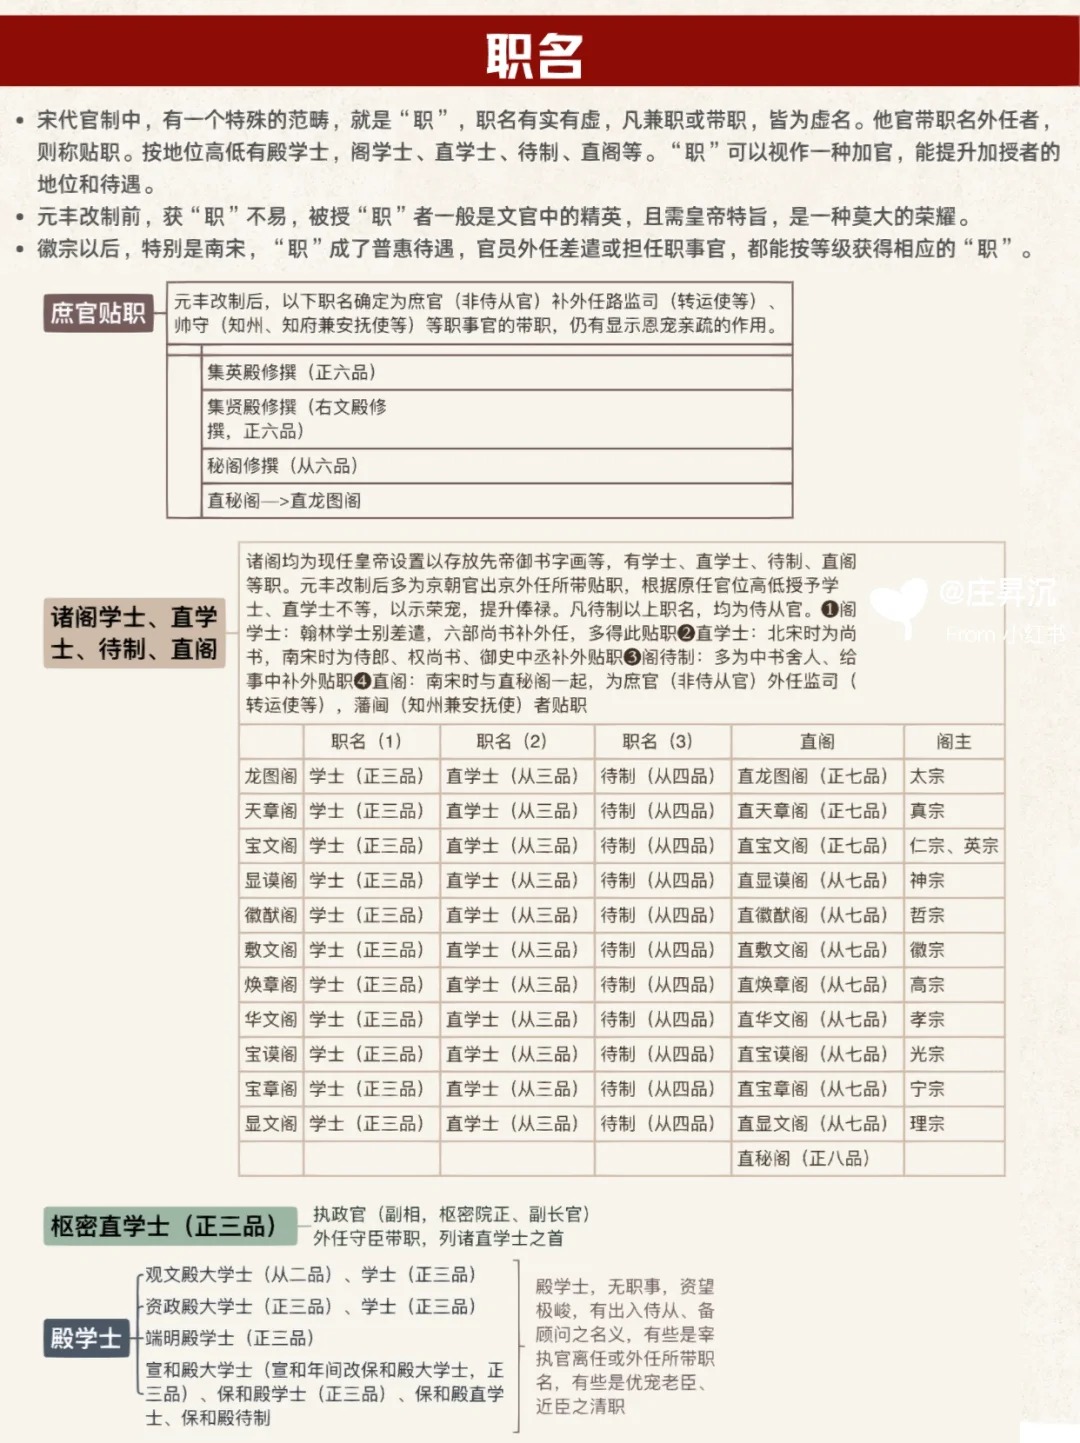 职名
• 宋代官制中，有一个特殊的范畴，就是“职”，职名有实有虚，凡兼职或带职，皆为虚名。他官带职名外任者，
则称贴职。按地位高低有殿学士，阁学士、直学士、待制、直阁等。“职”可以视作一种加官，能提升加授者的
地位和待遇。
• 元丰改制前，获“职”不易，被授“职”者一般是文官中的精英，且需皇帝特旨，是一种莫大的荣耀。
• 徽宗以后，特别是南宋，“职”成了普惠待遇，官员外任差遣或担任职事官，都能按等级获得相应的“职”。
庶官贴职
元丰改制后，以下职名确定为庶官（非侍从官）补外任路监司（转运使等）、
帅守（知州、知府兼安抚使等）等职事官的带职，仍有显示恩宠亲疏的作用。
集英殿修撰（正六品）
集贤殿修撰（右文殿修
撰，正六品）
秘阁修撰（从六品）
直秘阁—>直龙图阁
诸阁学士、直学
士、待制、直阁
诸阁均为现任皇帝设置以存放先帝御书字画等，有学士、直学士、待制、直阁
等职。元丰改制后多为京朝官出京外任所带贴职，根据原任官位高低授予学
士、直学士不等，以示荣宠，提升俸禄。凡待制以上职名，均为侍从官。❶阁
学士：翰林学士别差遣，六部尚书补外任，多得此贴职❷直学士：北宋时为尚
书，南宋时为侍郎、权尚书、御史中丞补外贴职❸阁待制：多为中书舍人、给
事中补外贴职❹直阁：南宋时与直秘阁一起，为庶官（非侍从官）外任监司（
转运使等），藩阃（知州兼安抚使）者贴职
职名（1） 职名（2） 职名（3） 直阁 阁主
龙图阁 学士（正三品） 直学士（从三品） 待制（从四品） 直龙图阁（正七品） 太宗
天章阁 学士（正三品） 直学士（从三品） 待制（从四品） 直天章阁（正七品） 真宗
宝文阁 学士（正三品） 直学士（从三品） 待制（从四品） 直宝文阁（正七品） 仁宗、英宗
显谟阁 学士（正三品） 直学士（从三品） 待制（从四品） 直显谟阁（从七品） 神宗
徽猷阁 学士（正三品） 直学士（从三品） 待制（从四品） 直徽猷阁（从七品） 哲宗
敷文阁 学士（正三品） 直学士（从三品） 待制（从四品） 直敷文阁（从七品） 徽宗
焕章阁 学士（正三品） 直学士（从三品） 待制（从四品） 直焕章阁（从七品） 高宗
华文阁 学士（正三品） 直学士（从三品） 待制（从四品） 直华文阁（从七品） 孝宗
宝谟阁 学士（正三品） 直学士（从三品） 待制（从四品） 直宝谟阁（从七品） 光宗
宝章阁 学士（正三品） 直学士（从三品） 待制（从四品） 直宝章阁（从七品） 宁宗
显文阁 学士（正三品） 直学士（从三品） 待制（从四品） 直显文阁（从七品） 理宗
直秘阁（正八品）
@庄昇沉
From 小红书
枢密直学士（正三品）
执政官（副相，枢密院正、副长官）
外任守臣带职，列诸直学士之首
殿学士
观文殿大学士（从二品）、学士（正三品）
资政殿大学士（正三品）、学士（正三品）
端明殿学士（正三品）
宣和殿大学士（宣和年间改保和殿大学士，正
三品）、保和殿学士（正三品）、保和殿直学
士、保和殿待制
殿学士，无职事，资望
极峻，有出入侍从、备
顾问之名义，有些是宰
执官离任或外任所带职
名，有些是优宠老臣、
近臣之清职